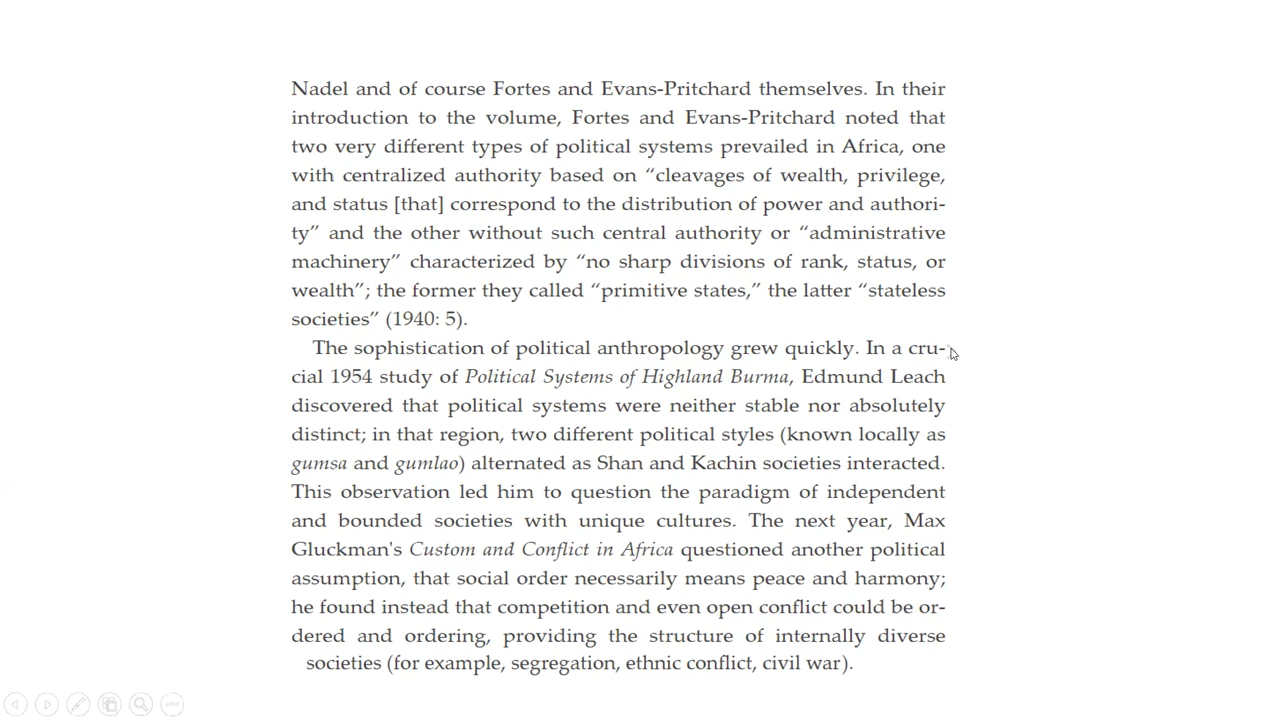 Nadel and of course Fortes and Evans-Pritchard themselves. In their
introduction to the volume, Fortes and Evans-Pritchard noted that
two very different types of political systems prevailed in Africa, one
with centralized authority based on “cleavages of wealth, privilege,
and status [that] correspond to the distribution of power and authori-
ty” and the other without such central authority or “administrative
machinery” characterized by “no sharp divisions of rank, status, or
wealth”; the former they called “primitive states,” the latter “stateless
societies” (1940: 5).
The sophistication of political anthropology grew quickly. In a cru-
cial 1954 study of Political Systems of Highland Burma, Edmund Leach
discovered that political systems were neither stable nor absolutely
distinct; in that region, two different political styles (known locally as
gumsa and gumlao) alternated as Shan and Kachin societies interacted.
This observation led him to question the paradigm of independent
and bounded societies with unique cultures. The next year, Max
Gluckman's Custom and Conflict in Africa questioned another political
assumption, that social order necessarily means peace and harmony;
he found instead that competition and even open conflict could be or-
dered and ordering, providing the structure of internally diverse
societies (for example, segregation, ethnic conflict, civil war).